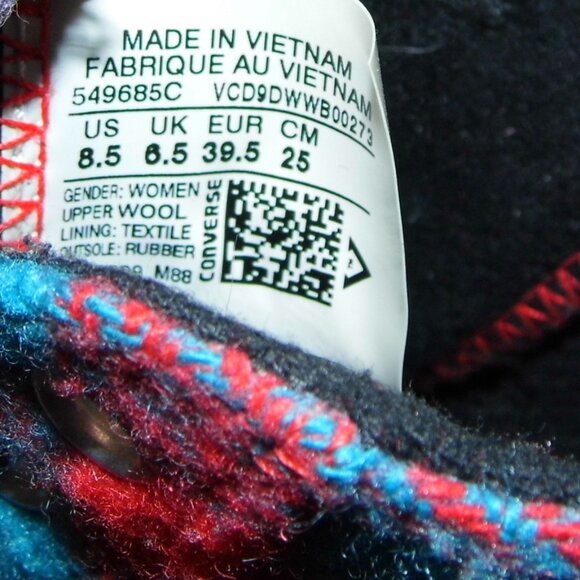 MADE IN VIETNAM
FABRIQUE AU VIETNAM
549685C VCD9DWWB00273
US UK EUR CM
8.5 6.5 39.5 25
GENDER: WOMEN
UPPER WOOL
LINING: TEXTILE
OUTSOLE: RUBBER
M88
CONVERSE